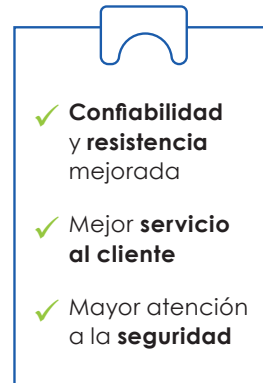 Confiabilidad
y resistencia
mejorada
Mejor servicio
al cliente
Mayor atención
a la seguridad